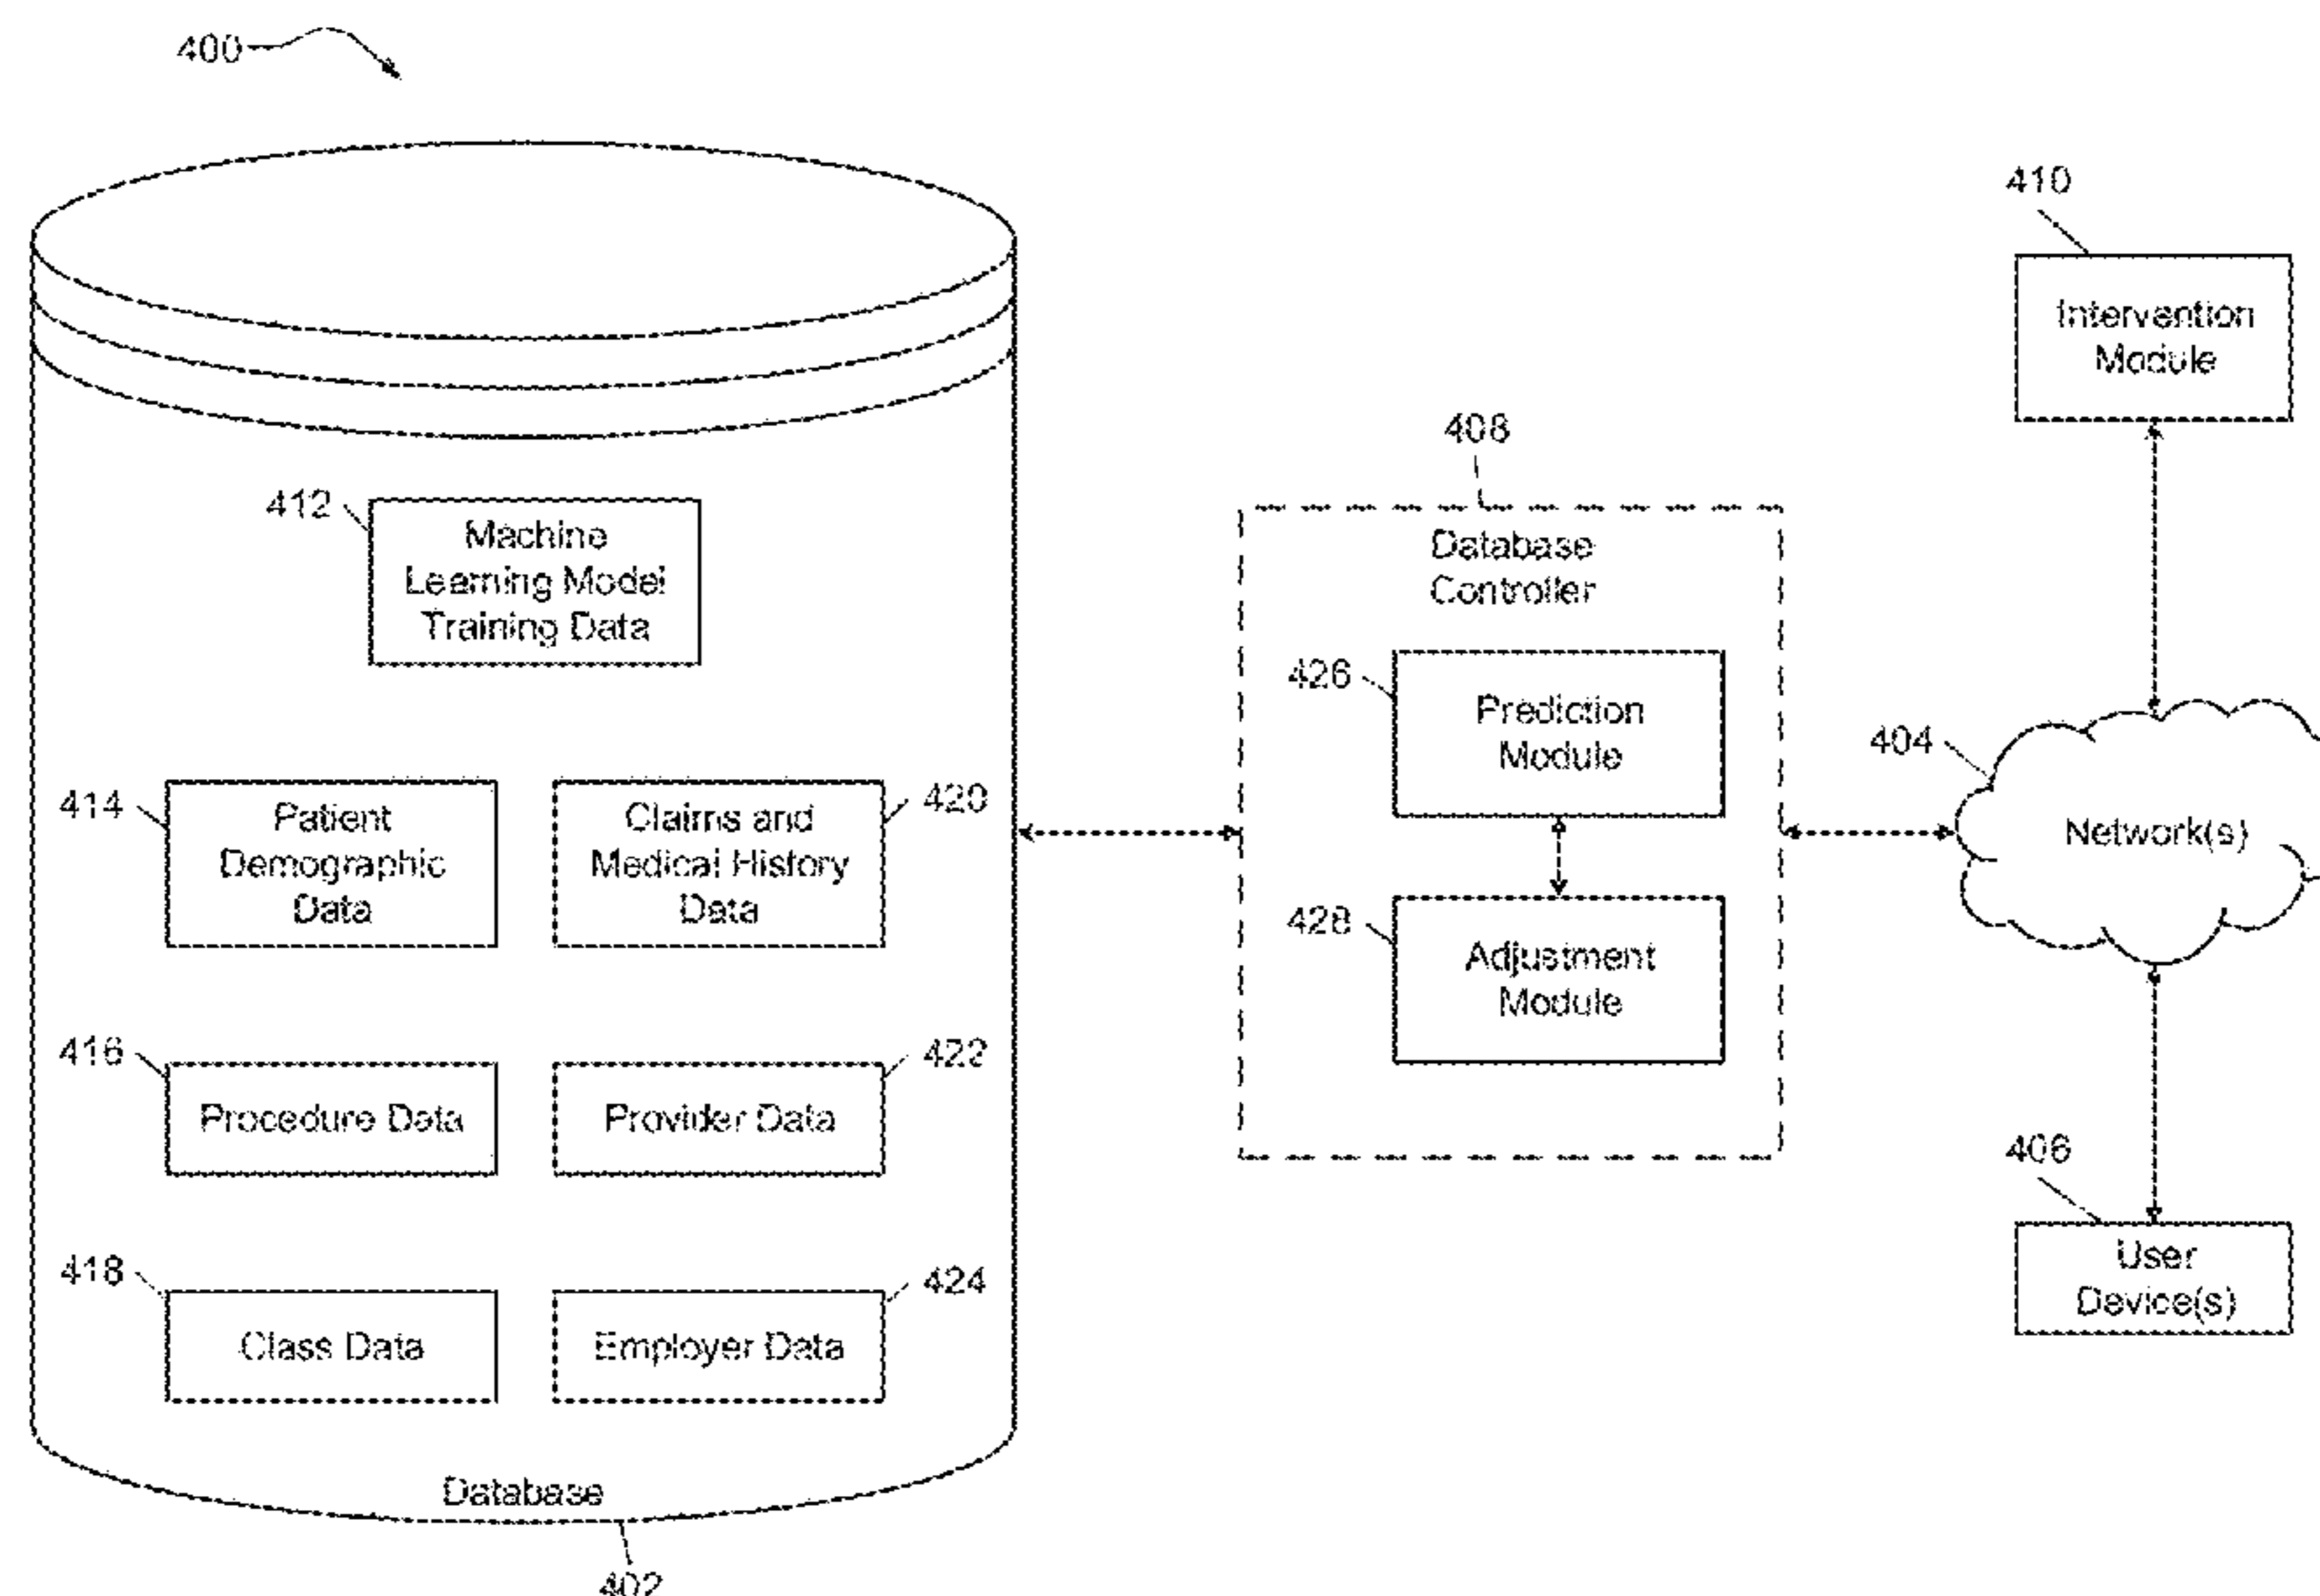 400
410
Intervention
Module
408
412
Machine
Learning Model
Training Data
Database
Controller
426
Prediction
Module
404
Network(s)
414
Patient
Demographic
Data
420
Claims and
Medical History
Data
428
Adjustment
Module
416
Procedure Data
422
Provider Data
406
User
Device(s)
418
Class Data
424
Employer Data
Database
402